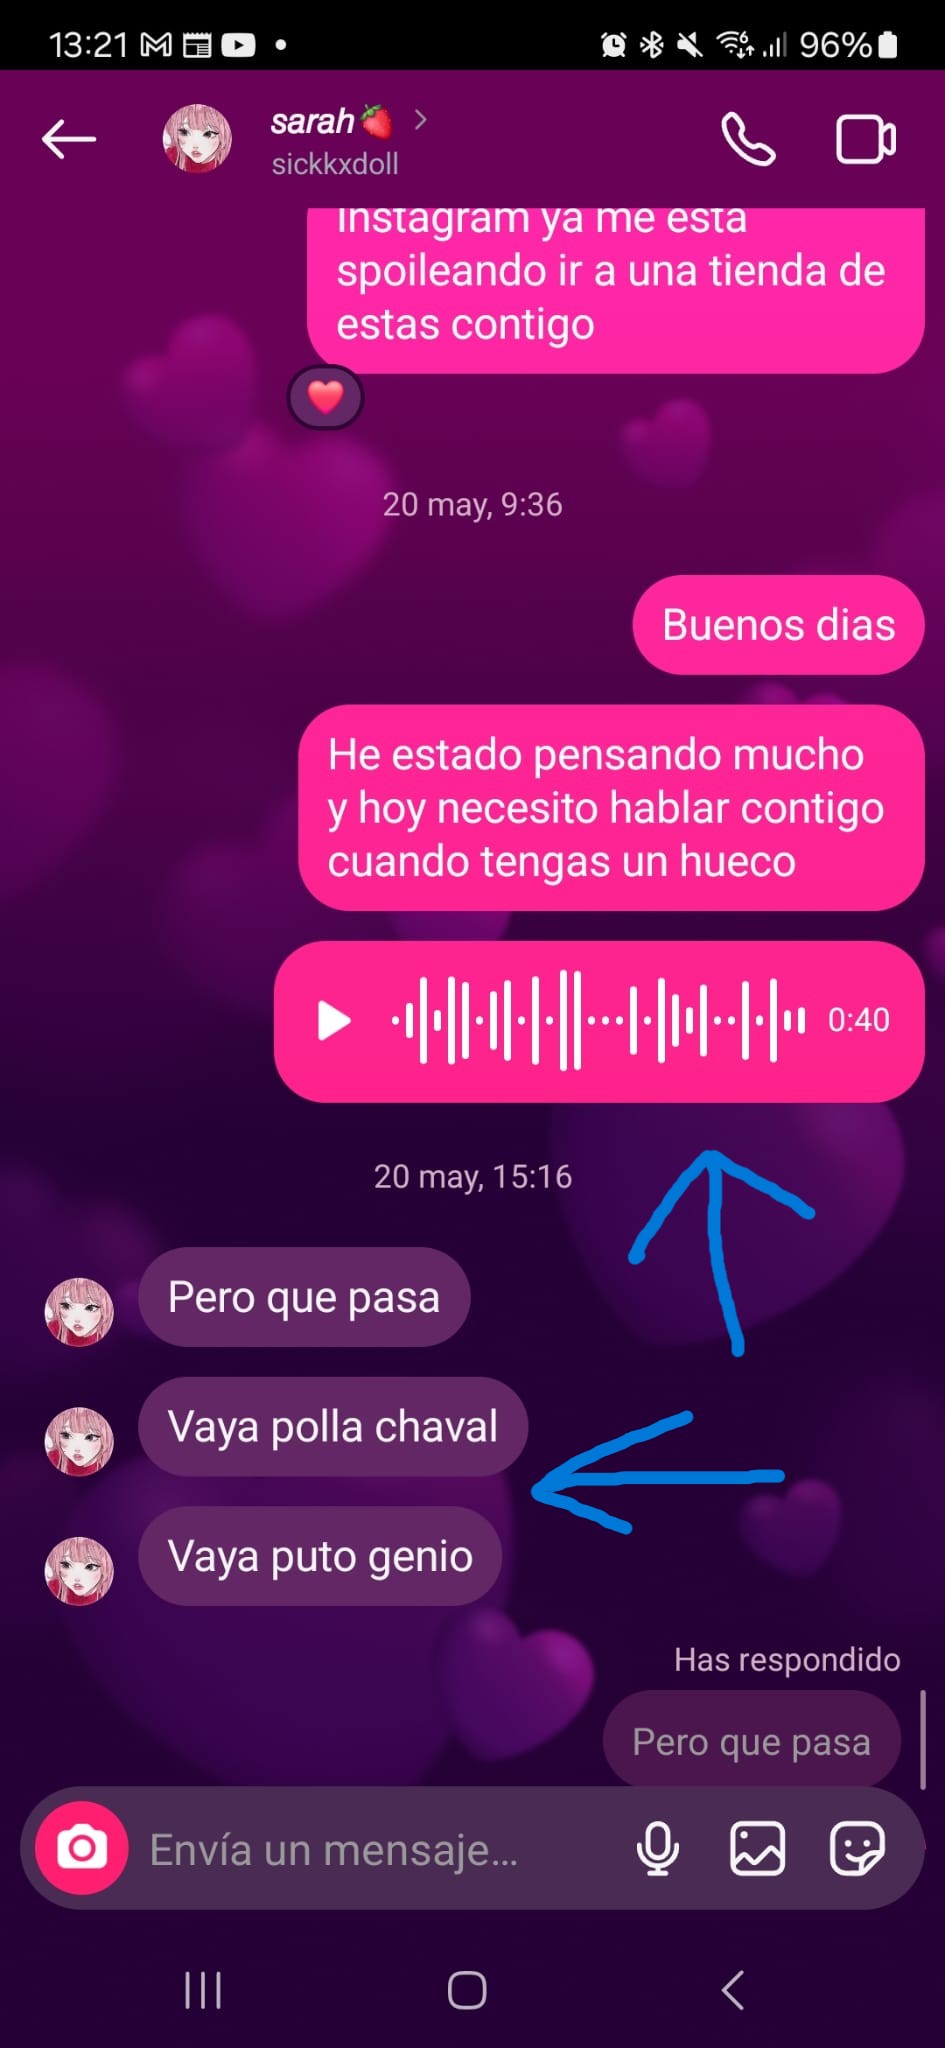 13:21 96%
sarah🍓
sickkxdoll
Instagram ya me esta
spoileando ir a una tienda de
estas contigo
20 may, 9:36
Buenos dias
He estado pensando mucho
y hoy necesito hablar contigo
cuando tengas un hueco
0:40
20 may, 15:16
Pero que pasa
Vaya polla chaval
Vaya puto genio
Has respondido
Pero que pasa
Envía un mensaje...